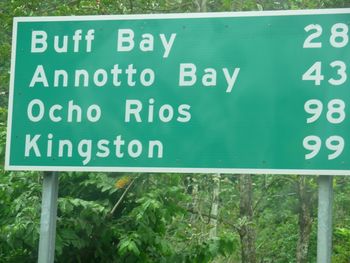 Buff Bay 28
Annotto Bay 43
Ocho Rios 98
Kingston 99